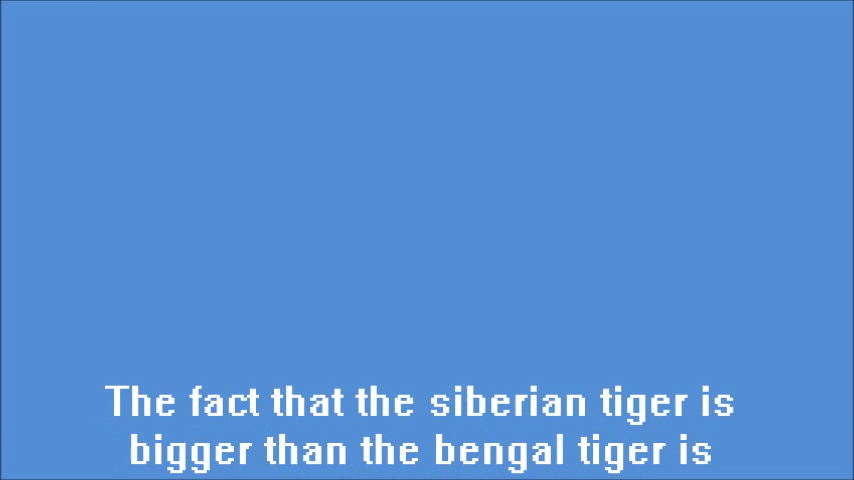 The fact that the siberian tiger is
bigger than the bengal tiger is